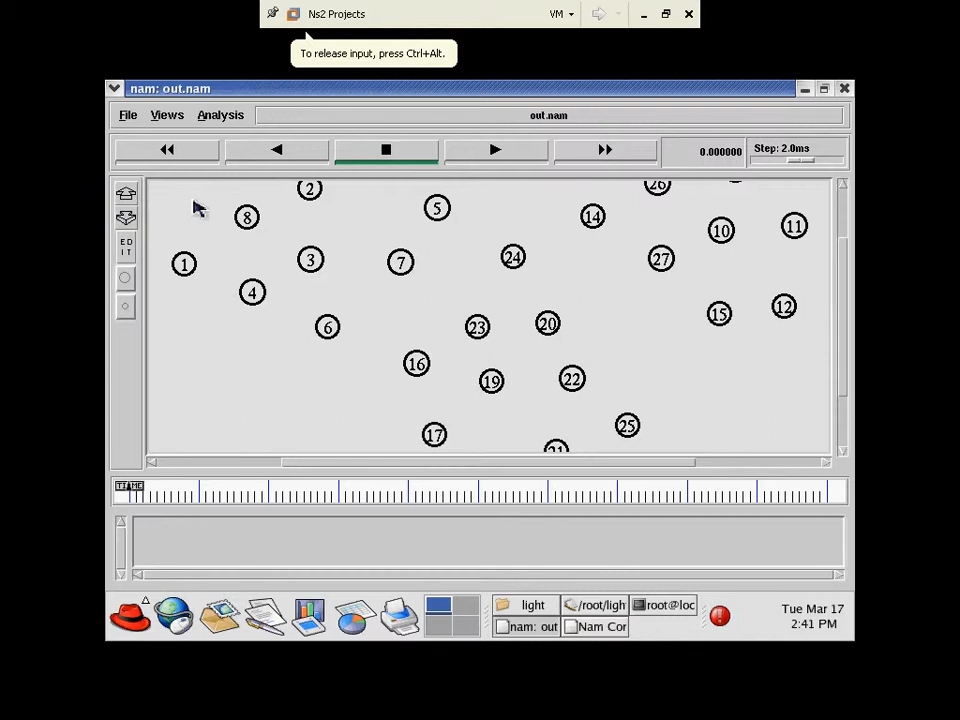 Ns2 Projects
VM
To release input, press Ctrl+Alt.
nam: out.nam
File Views Analysis out.nam
0.000000 Step: 2.0ms
ED
IT
2 26
8 5 14 10 11
1 3 7 24 27
4
6 23 20 15 12
16 19 22
17 25
TIME
light /root/ligh root@loc
nam: out Nam Cor
Tue Mar 17
2:41 PM